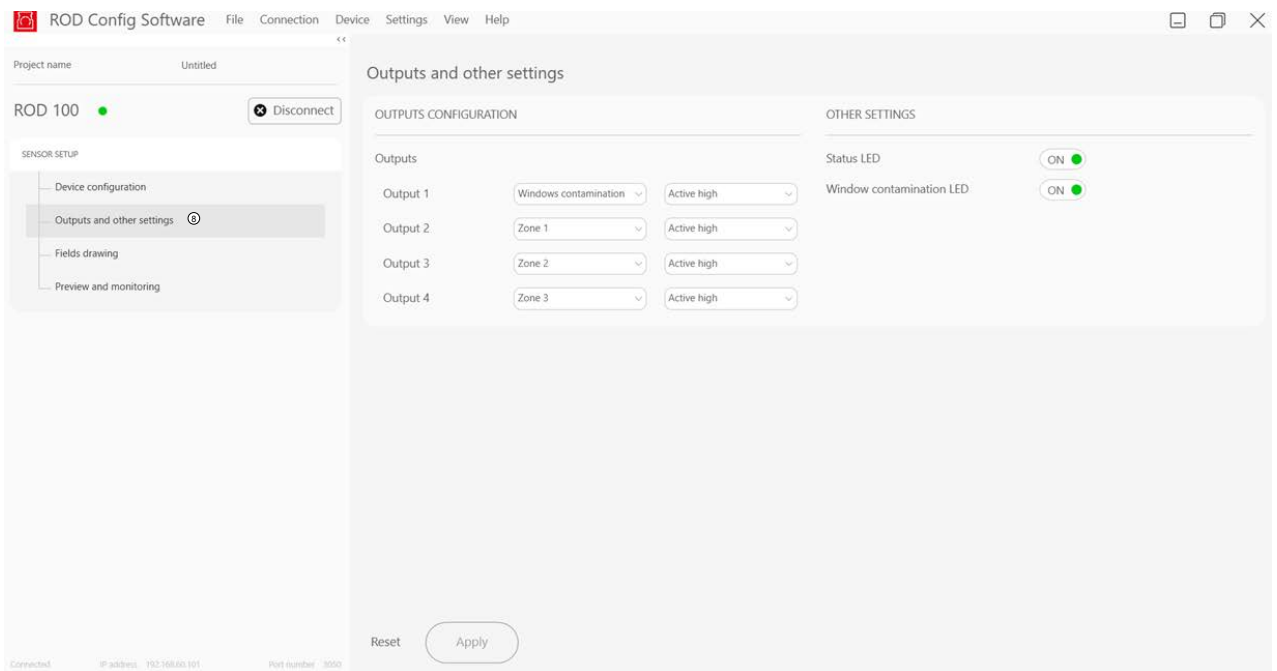 ROD Config Software File Connection Device Settings View Help
<<
Project name Untitled
ROD 100 Disconnect
SENSOR SETUP
Device configuration
Outputs and other settings 8
Fields drawing
Preview and monitoring
Outputs and other settings
OUTPUTS CONFIGURATION
Outputs
Output 1 Windows contamination Active high
Output 2 Zone 1 Active high
Output 3 Zone 2 Active high
Output 4 Zone 3 Active high
OTHER SETTINGS
Status LED ON
Window contamination LED ON
Reset Apply
Connected IP address 192.168.60.101 Port number 3050